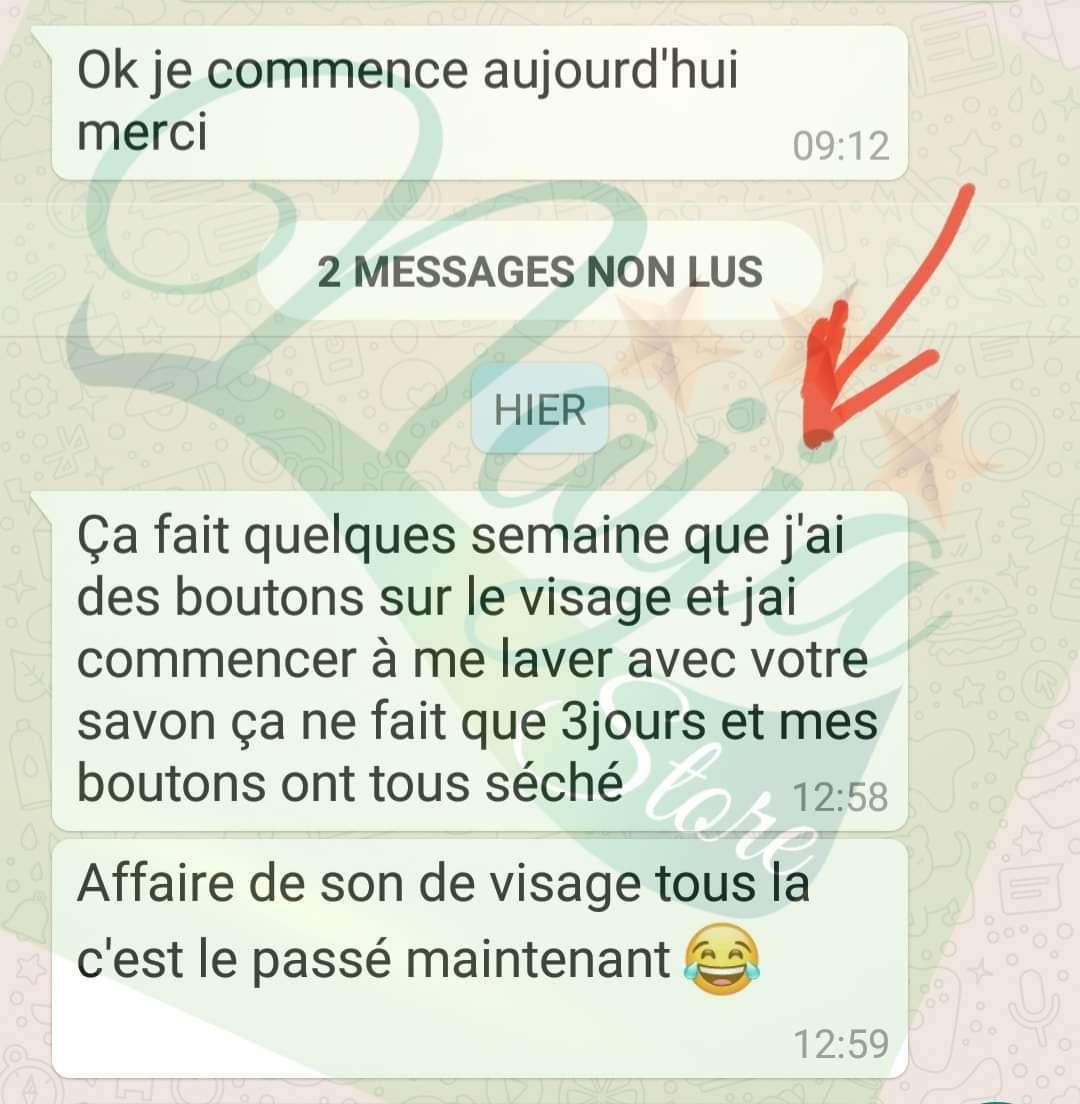 Ok je commence aujourd'hui
merci
09:12
2 MESSAGES NON LUS
HIER
Ça fait quelques semaine que j'ai
des boutons sur le visage et jai
commencer à me laver avec votre
savon ça ne fait que 3jours et mes
boutons ont tous séché
12:58
Affaire de son de visage tous la
c'est le passé maintenant 😂
12:59
Naija
Store